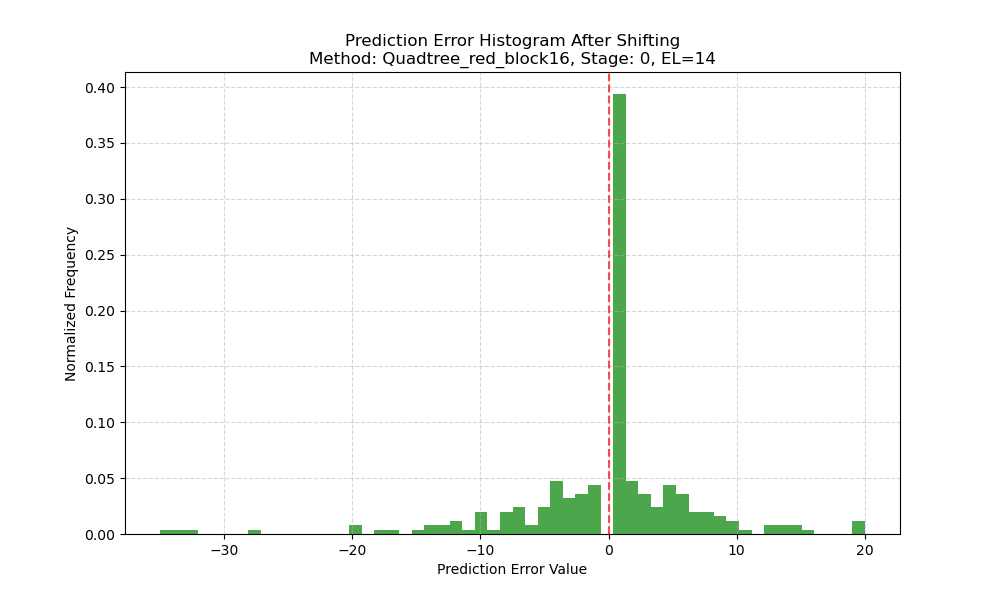 Prediction Error Histogram After Shifting
Method: Quadtree_red_block16, Stage: 0, EL=14
Normalized Frequency
0.40
0.35
0.30
0.25
0.20
0.15
0.10
0.05
0.00
−30 −20 −10 0 10 20
Prediction Error Value